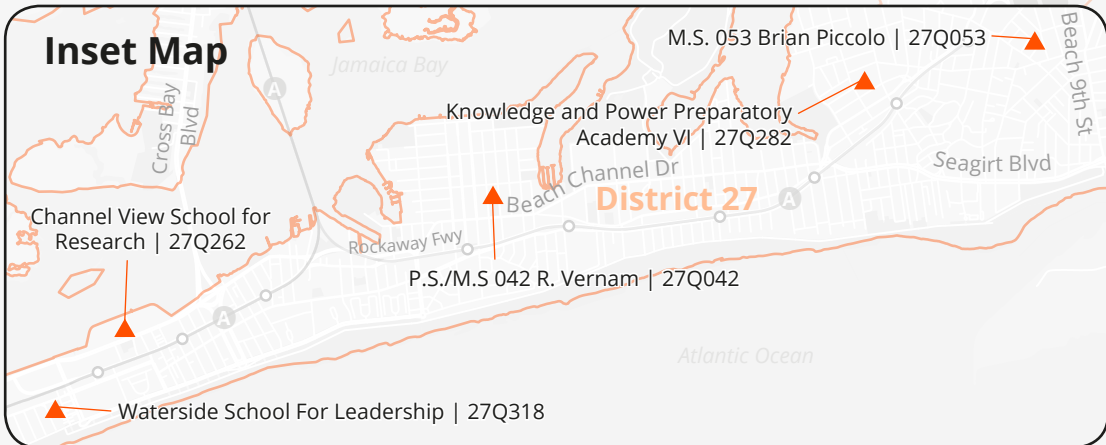 Inset Map
Jamaica Bay
M.S. 053 Brian Piccolo | 27Q053
Beach 9th St
Cross Bay
Blvd
A
Knowledge and Power Preparatory
Academy VI | 27Q282
Seagirt Blvd
Beach Channel Dr
District 27
A
Channel View School for
Research | 27Q262
Rockaway Fwy
P.S./M.S 042 R. Vernam | 27Q042
A
Atlantic Ocean
Waterside School For Leadership | 27Q318